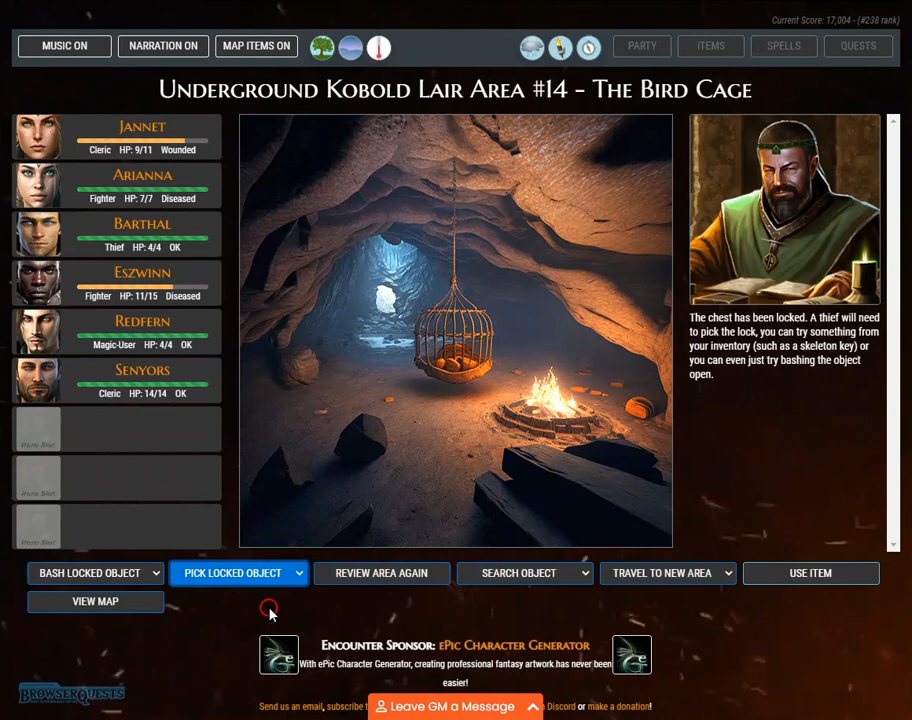 Current Score: 17,004 - (#238 rank)
MUSIC ON
NARRATION ON
MAP ITEMS ON
PARTY
ITEMS
SPELLS
QUESTS
Underground Kobold Lair Area #14 - The Bird Cage
Jannet
Cleric HP: 9/11 Wounded
Arianna
Fighter HP: 7/7 Diseased
Barthal
Thief HP: 4/4 OK
Eszwinn
Fighter HP: 11/15 Diseased
Redfern
Magic-User HP: 4/4 OK
Senyors
Cleric HP: 14/14 OK
Hero Slot
Hero Slot
Hero Slot
The chest has been locked. A thief will need
to pick the lock, you can try something from
your inventory (such as a skeleton key) or
you can even just try bashing the object
open.
BASH LOCKED OBJECT
PICK LOCKED OBJECT
REVIEW AREA AGAIN
SEARCH OBJECT
TRAVEL TO NEW AREA
USE ITEM
VIEW MAP
Encounter Sponsor: ePic Character Generator
With ePic Character Generator, creating professional fantasy artwork has never been
easier!
BrowserQuests
Send us an email, subscribe Discord or make a donation!
Leave GM a Message